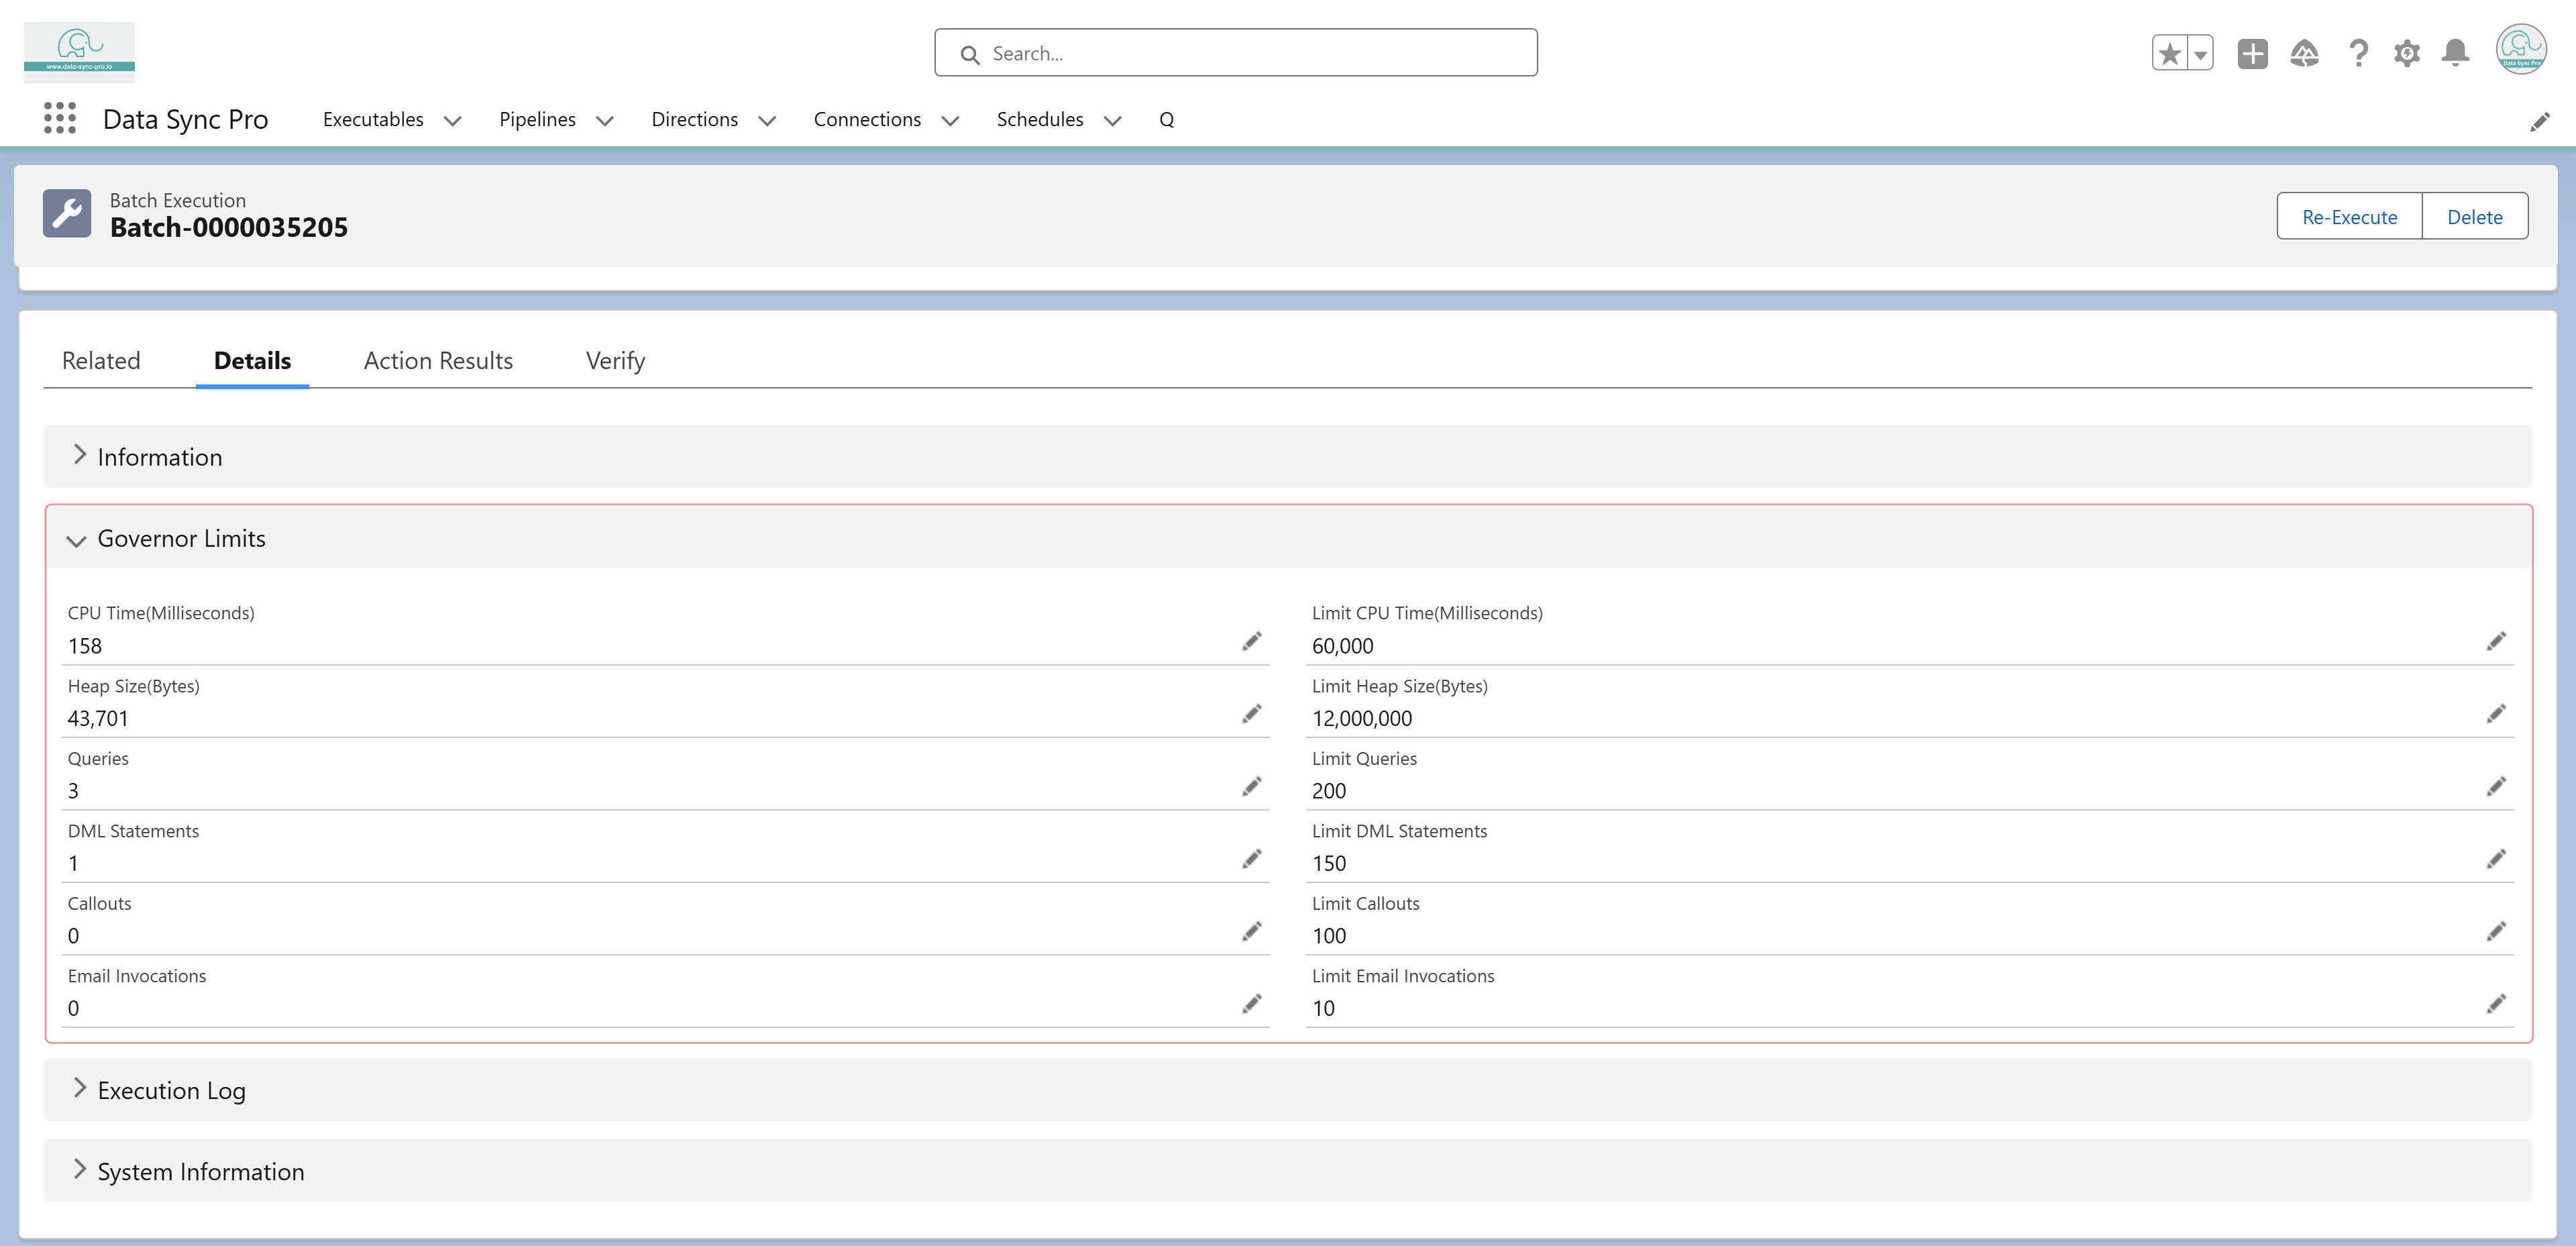 www.data-sync-pro.io
Search...
Data Sync Pro
Data Sync Pro Executables Pipelines Directions Connections Schedules Q
Batch Execution
Batch-0000035205
Re-Execute Delete
Related Details Action Results Verify
Information
Governor Limits
CPU Time(Milliseconds) Limit CPU Time(Milliseconds)
158 60,000
Heap Size(Bytes) Limit Heap Size(Bytes)
43,701 12,000,000
Queries Limit Queries
3 200
DML Statements Limit DML Statements
1 150
Callouts Limit Callouts
0 100
Email Invocations Limit Email Invocations
0 10
Execution Log
System Information